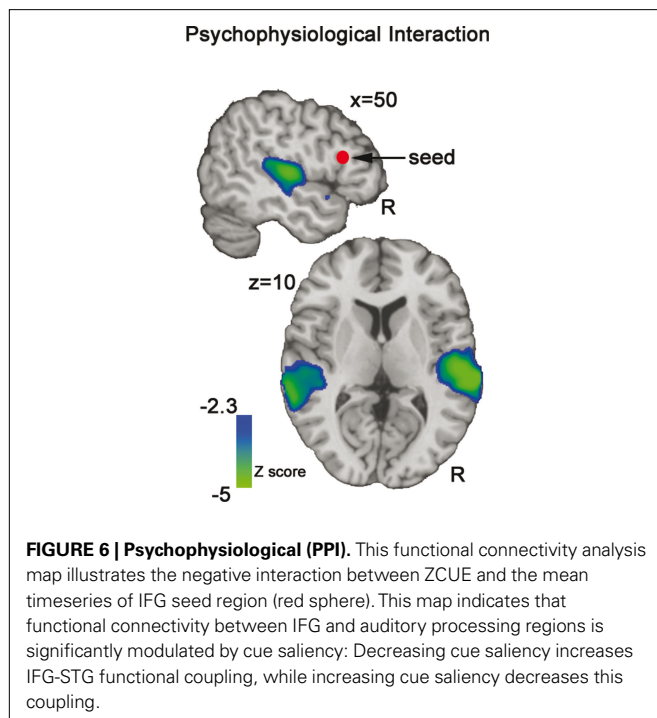 Psychophysiological Interaction
x=50
seed
R
z=10
-2.3
Z score
-5
R
FIGURE 6 | Psychophysiological (PPI). This functional connectivity analysis
map illustrates the negative interaction between ZCUE and the mean
timeseries of IFG seed region (red sphere). This map indicates that
functional connectivity between IFG and auditory processing regions is
significantly modulated by cue saliency: Decreasing cue saliency increases
IFG-STG functional coupling, while increasing cue saliency decreases this
coupling.